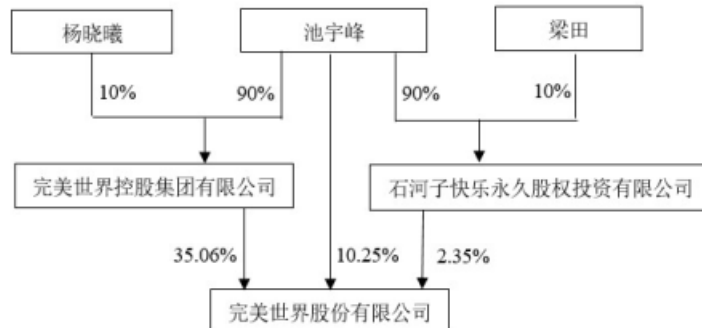 杨晓曦
池宇峰
梁田
10%
90%
90%
10%
完美世界控股集团有限公司
石河子快乐永久股权投资有限公司
35.06%
10.25%
2.35%
完美世界股份有限公司